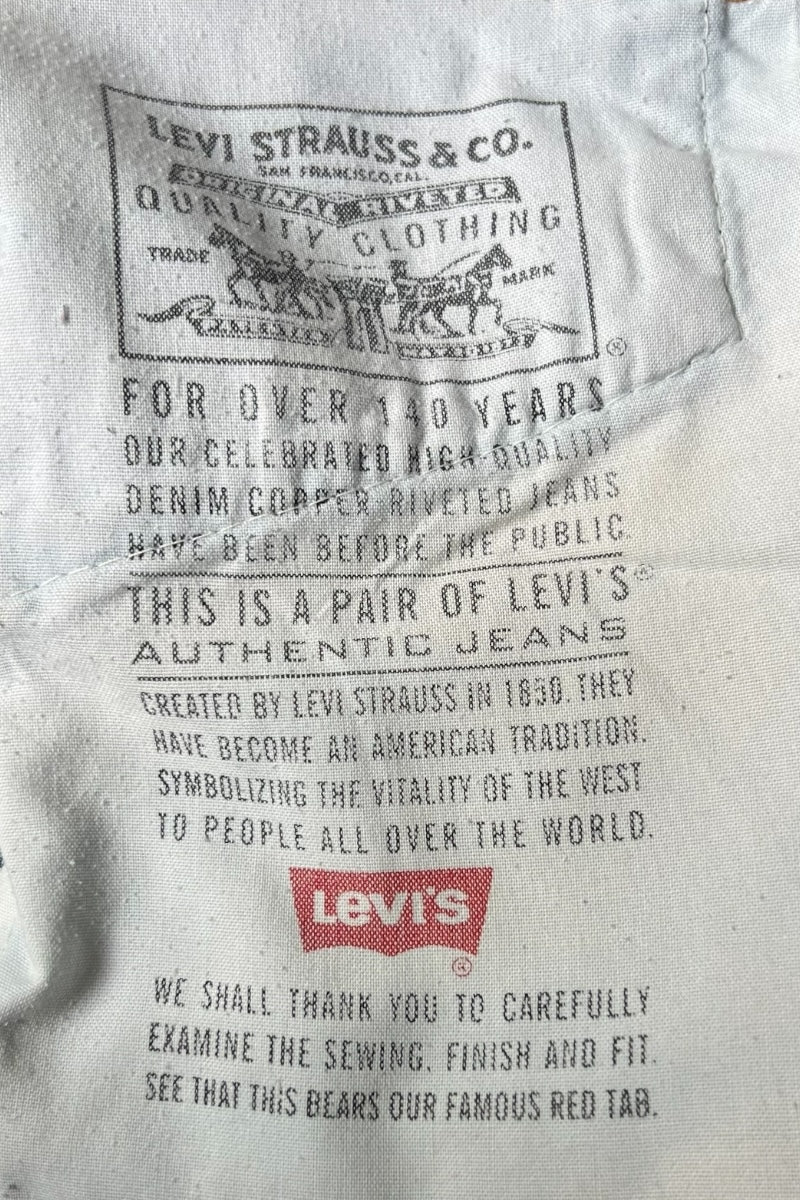 LEVI STRAUSS & CO.
SAN FRANCISCO, CAL.
ORIGINAL RIVETED
QUALITY CLOTHING
TRADE MARK
®
FOR OVER 140 YEARS
OUR CELEBRATED HIGH-QUALITY
DENIM COPPER RIVETED JEANS
HAVE BEEN BEFORE THE PUBLIC
THIS IS A PAIR OF LEVI'S®
AUTHENTIC JEANS
CREATED BY LEVI STRAUSS IN 1850. THEY
HAVE BECOME AN AMERICAN TRADITION.
SYMBOLIZING THE VITALITY OF THE WEST
TO PEOPLE ALL OVER THE WORLD.
LEVI'S
®
WE SHALL THANK YOU TO CAREFULLY
EXAMINE THE SEWING, FINISH AND FIT.
SEE THAT THIS BEARS OUR FAMOUS RED TAB.